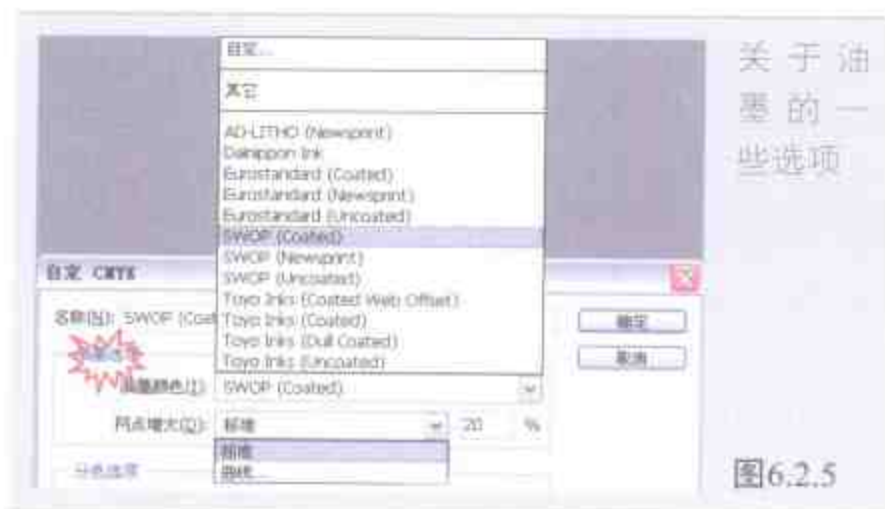 自定...
其它
AD-LITHO (Newsprint)
Dainippon Ink
Eurostandard (Coated)
Eurostandard (Newsprint)
Eurostandard (Uncoated)
SWOP (Coated)
SWOP (Newsprint)
SWOP (Uncoated)
Toyo Inks (Coated Web Offset)
Toyo Inks (Coated)
Toyo Inks (Dull Coated)
Toyo Inks (Uncoated)
自定 CMYK
名称(N): SWOP (Coat
确定
取消
油墨颜色(I): SWOP (Coated)
网点增大(D): 标准 20 %
标准
曲线...
分色选项
关于油
墨的一
些选项
图6.2.5